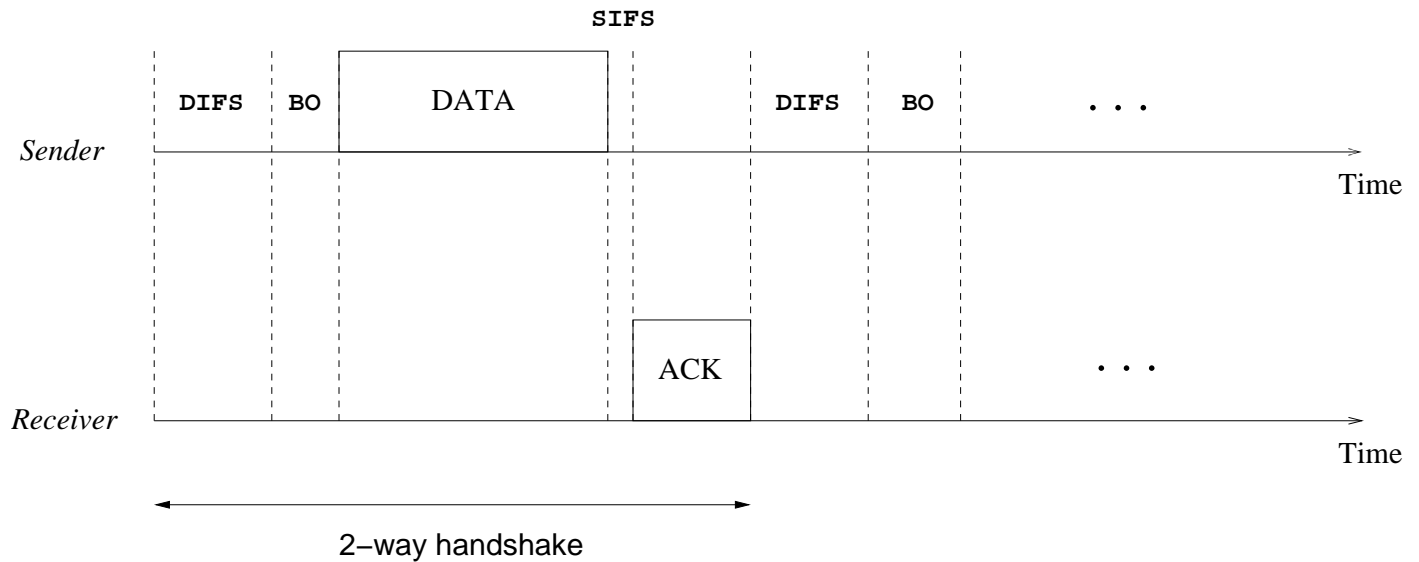 SIFS
DIFS BO DATA DIFS BO . . .
Sender
Time
ACK . . .
Receiver
Time
2−way handshake